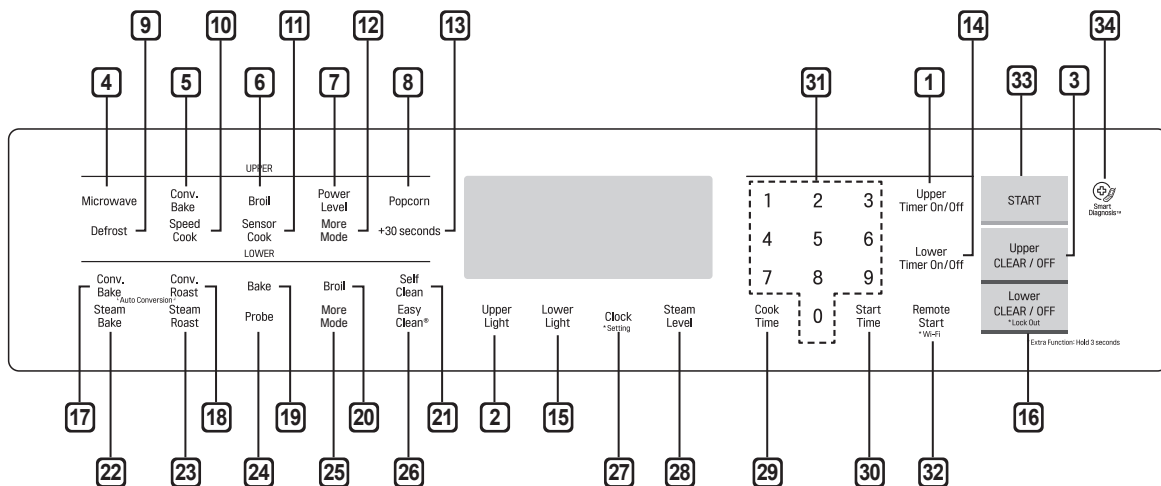 9 10 11 12 13 14 34
4 5 6 7 8 31 1 33 3
UPPER
Microwave
Conv.
Bake
Broil
Power
Level
Popcorn
Defrost
Speed
Cook
Sensor
Cook
More
Mode
+30 seconds
LOWER
Conv.
Bake
Conv.
Roast
*Auto Conversion*
Bake
Broil
Self
Clean
Steam
Bake
Steam
Roast
Probe
More
Mode
Easy
Clean®
Upper
Light
Lower
Light
Clock
*Setting
Steam
Level
1 2 3
4 5 6
7 8 9
0
Cook
Time
Start
Time
Upper
Timer On/Off
Lower
Timer On/Off
Remote
Start
*Wi-Fi
START
Upper
CLEAR / OFF
Lower
CLEAR / OFF
*Lock Out
*Extra Function: Hold 3 seconds
Smart
Diagnosis™
17 18 19 20 21 2 15 16
22 23 24 25 26 27 28 29 30 32